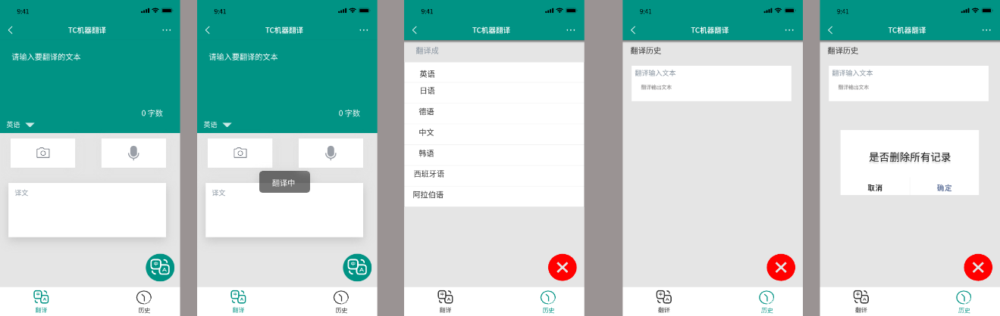 9:41
TC机器翻译
请输入要翻译的文本
0 字数
英语
译文
翻译
历史
9:41
TC机器翻译
请输入要翻译的文本
0 字数
英语
翻译中
译文
翻译
历史
9:41
TC机器翻译
翻译成
英语
日语
德语
中文
韩语
西班牙语
阿拉伯语
翻译
历史
9:41
TC机器翻译
翻译历史
翻译输入文本
翻译输出文本
翻译
历史
9:41
TC机器翻译
翻译历史
翻译输入文本
翻译输出文本
是否删除所有记录
取消
确定
翻译
历史